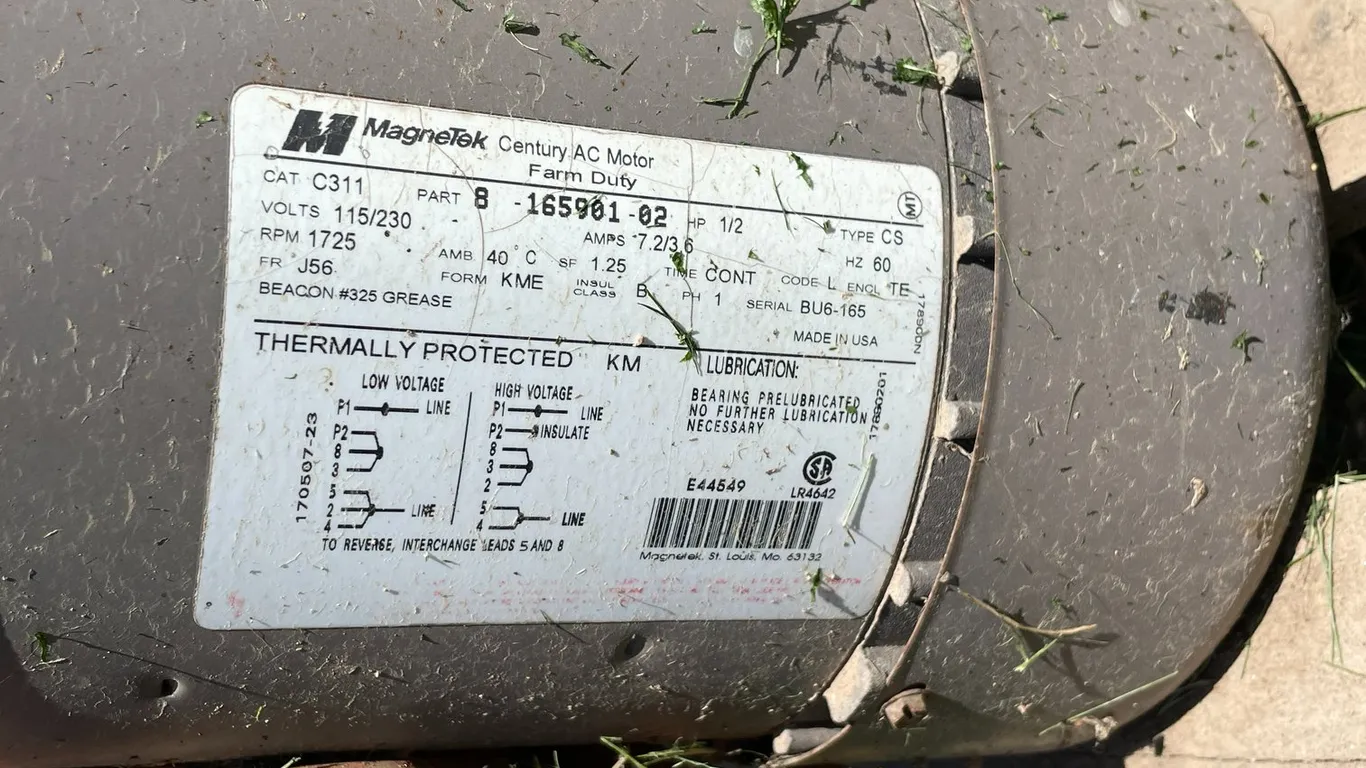 MagneTek Century AC Motor
Farm Duty
CAT C311 PART 8 -165901-02 HP 1/2 TYPE CS
VOLTS 115/230 AMPS 7.2/3.6 HZ 60
RPM 1725 AMB 40°C SF 1.25 TIME CONT CODE L ENCL TE
FR J56 FORM KME INSUL CLASS B PH 1 SERIAL BU6-165
BEACON #325 GREASE
MADE IN USA
178900N
THERMALLY PROTECTED KM
LOW VOLTAGE
P1 LINE
P2
8
3
5
2 LINE
4
HIGH VOLTAGE
P1 LINE
P2 INSULATE
8
3
2
5
4 LINE
TO REVERSE, INTERCHANGE LEADS 5 AND 8
17050723
LUBRICATION:
BEARING PRELUBRICATED
NO FURTHER LUBRICATION
NECESSARY
17890201
E44549
SA
LR4642
Magnetek, St. Louis, Mo. 63132